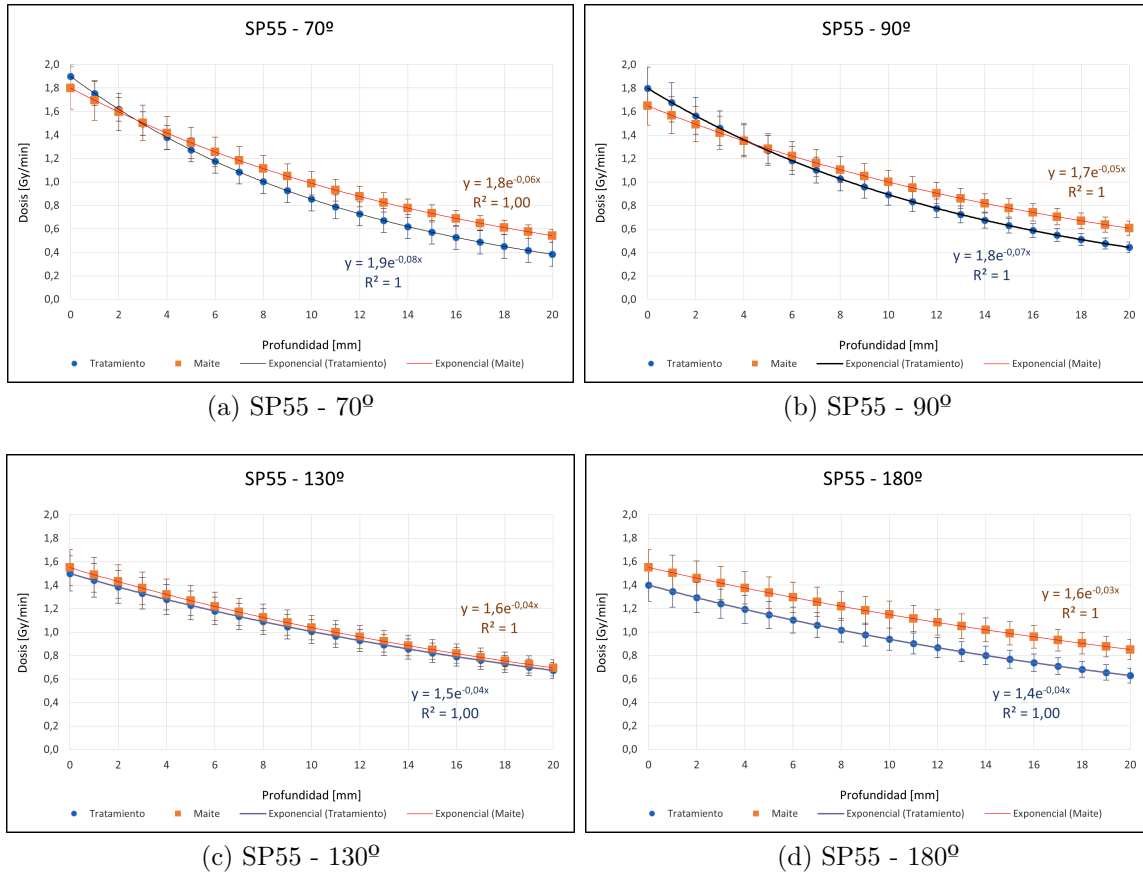 SP55 - 70º
Dosis [Gy/min]
2,0
1,8
1,6
1,4
1,2
1,0
0,8
0,6
0,4
0,2
0,0
y = 1,8e^-0,06x
R² = 1,00
y = 1,9e^-0,08x
R² = 1
0 2 4 6 8 10 12 14 16 18 20
Profundidad [mm]
Tratamiento Maite Exponencial (Tratamiento) Exponencial (Maite)
(a) SP55 - 70º
SP55 - 90º
Dosis [Gy/min]
2,0
1,8
1,6
1,4
1,2
1,0
0,8
0,6
0,4
0,2
0,0
y = 1,7e^-0,05x
R² = 1
y = 1,8e^-0,07x
R² = 1
0 2 4 6 8 10 12 14 16 18 20
Profundidad [mm]
Tratamiento Maite Exponencial (Tratamiento) Exponencial (Maite)
(b) SP55 - 90º
SP55 - 130º
Dosis [Gy/min]
2,0
1,8
1,6
1,4
1,2
1,0
0,8
0,6
0,4
0,2
0,0
y = 1,6e^-0,04x
R² = 1
y = 1,5e^-0,04x
R² = 1,00
0 2 4 6 8 10 12 14 16 18 20
Profundidad [mm]
Tratamiento Maite Exponencial (Tratamiento) Exponencial (Maite)
(c) SP55 - 130º
SP55 - 180º
Dosis [Gy/min]
2,0
1,8
1,6
1,4
1,2
1,0
0,8
0,6
0,4
0,2
0,0
y = 1,6e^-0,03x
R² = 1
y = 1,4e^-0,04x
R² = 1,00
0 2 4 6 8 10 12 14 16 18 20
Profundidad [mm]
Tratamiento Maite Exponencial (Tratamiento) Exponencial (Maite)
(d) SP55 - 180º